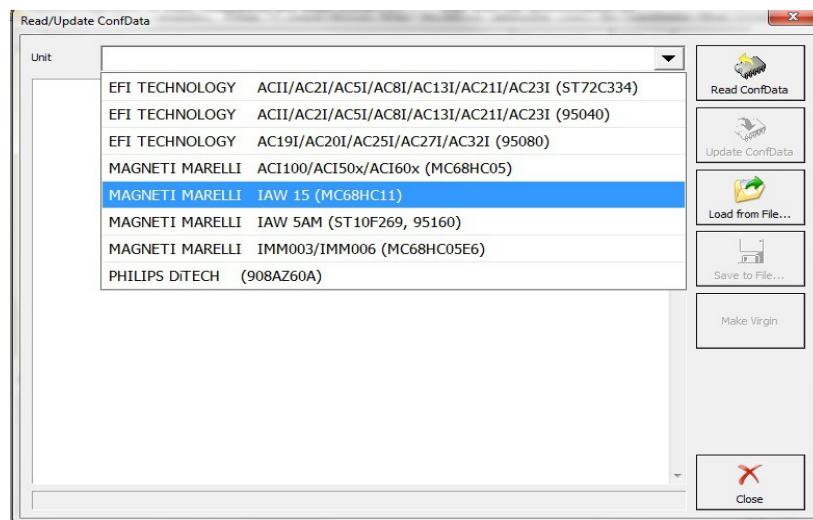 Read/Update ConfData
Unit
EFI TECHNOLOGY ACII/AC2I/AC5I/AC8I/AC13I/AC21I/AC23I (ST72C334)
EFI TECHNOLOGY ACII/AC2I/AC5I/AC8I/AC13I/AC21I/AC23I (95040)
EFI TECHNOLOGY AC19I/AC20I/AC25I/AC27I/AC32I (95080)
MAGNETI MARELLI ACI100/ACI50x/ACI60x (MC68HC05)
MAGNETI MARELLI IAW 15 (MC68HC11)
MAGNETI MARELLI IAW 5AM (ST10F269, 95160)
MAGNETI MARELLI IMM003/IMM006 (MC68HC05E6)
PHILIPS DiTECH (908AZ60A)
Read ConfData
Update ConfData
Load from File...
Save to File...
Make Virgin
Close